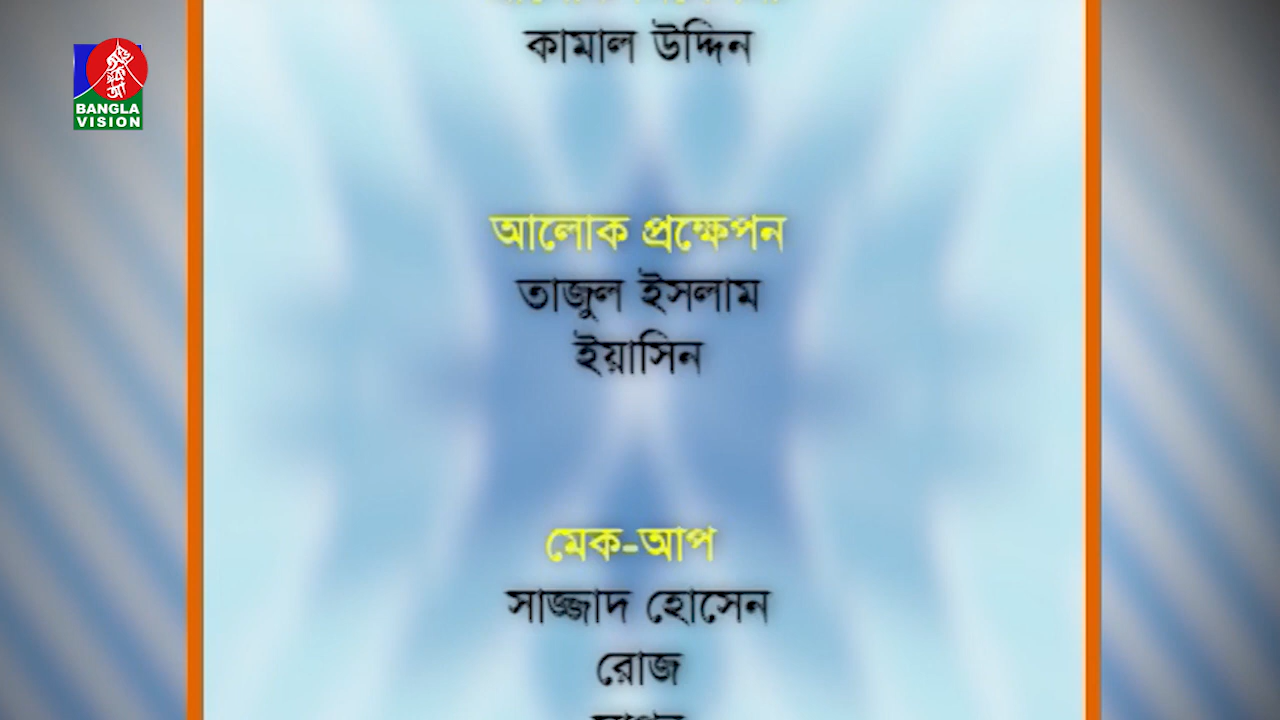 কামাল উদ্দিন
BANGLA
VISION
আলোক প্রক্ষেপন
তাজুল ইসলাম
ইয়াসিন
মেক-আপ
সাজ্জাদ হোসেন
রোজ